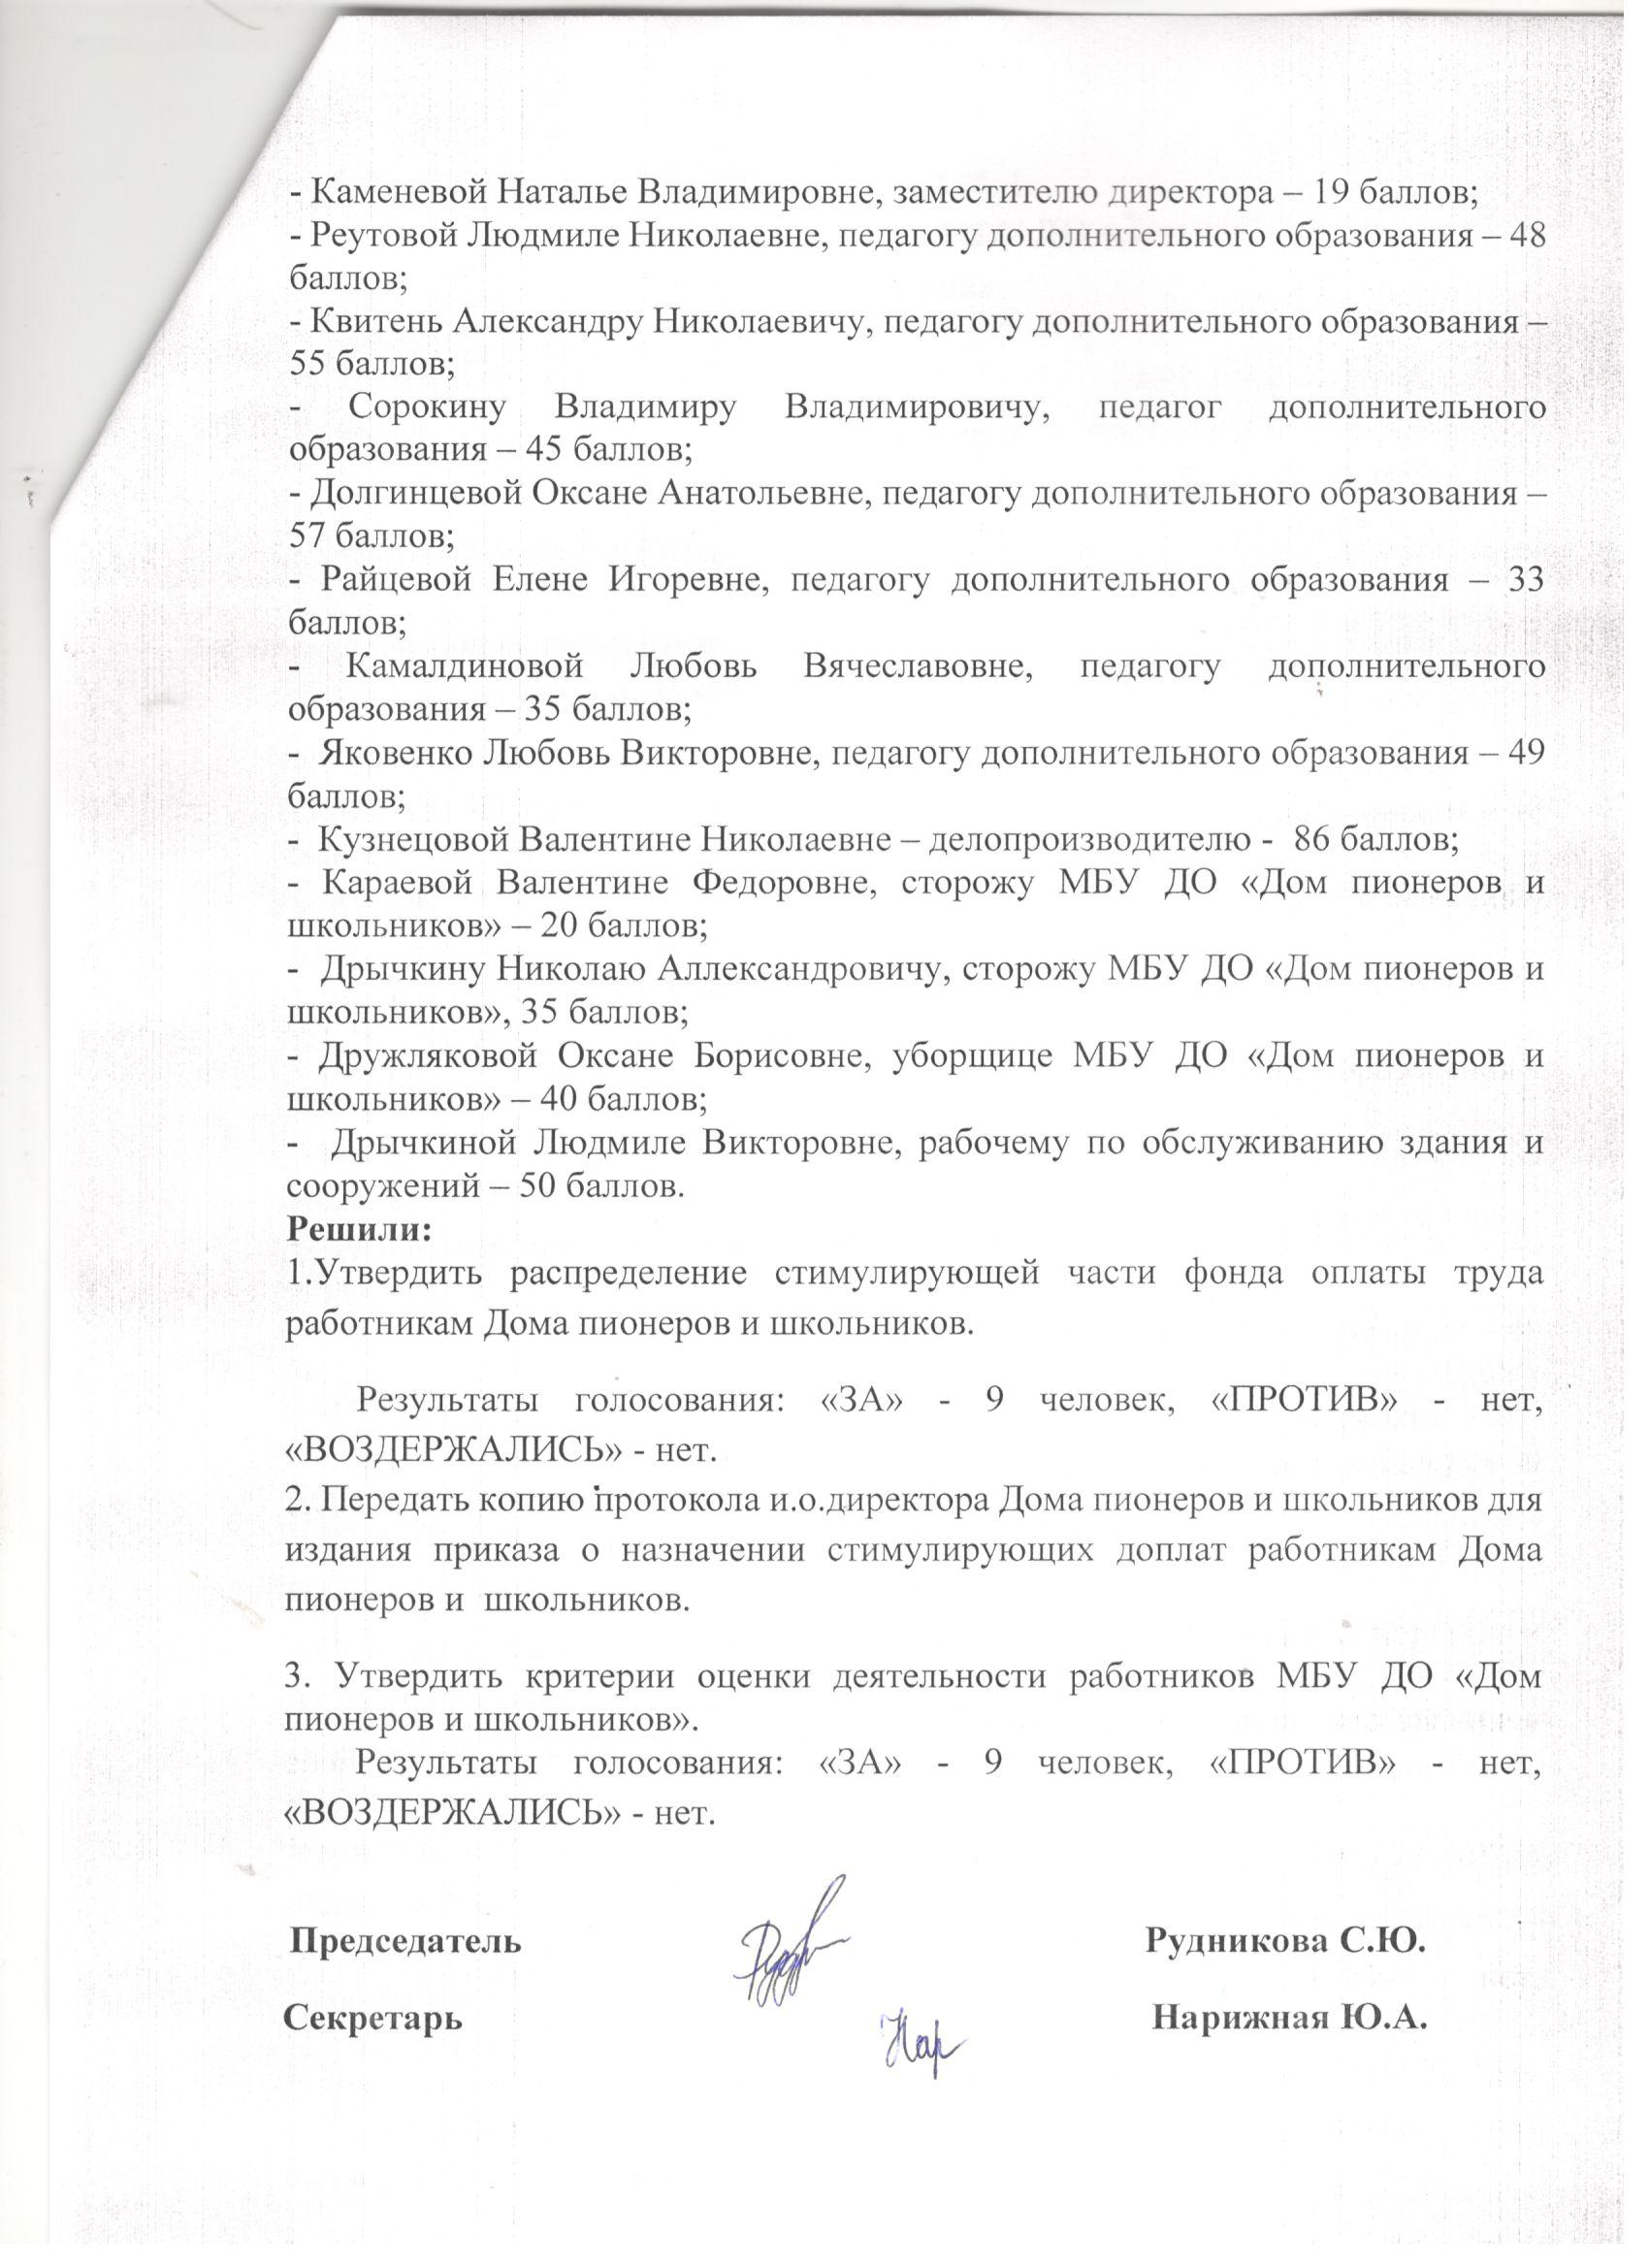 - Каменевой Наталье Владимировне, заместителю директора – 19 баллов;
- Реутовой Людмиле Николаевне, педагогу дополнительного образования – 48
баллов;
- Квитень Александру Николаевичу, педагогу дополнительного образования –
55 баллов;
- Сорокину Владимиру Владимировичу, педагог дополнительного
образования – 45 баллов;
- Долгинцевой Оксане Анатольевне, педагогу дополнительного образования –
57 баллов;
- Райцевой Елене Игоревне, педагогу дополнительного образования – 33
баллов;
- Камалдиновой Любовь Вячеславовне, педагогу дополнительного
образования – 35 баллов;
- Яковенко Любовь Викторовне, педагогу дополнительного образования – 49
баллов;
- Кузнецовой Валентине Николаевне – делопроизводителю - 86 баллов;
- Караевой Валентине Федоровне, сторожу МБУ ДО «Дом пионеров и
школьников» – 20 баллов;
- Дрычкину Николаю Аллександровичу, сторожу МБУ ДО «Дом пионеров и
школьников», 35 баллов;
- Дружляковой Оксане Борисовне, уборщице МБУ ДО «Дом пионеров и
школьников» – 40 баллов;
- Дрычкиной Людмиле Викторовне, рабочему по обслуживанию здания и
сооружений – 50 баллов.
Решили:
1.Утвердить распределение стимулирующей части фонда оплаты труда
работникам Дома пионеров и школьников.
Результаты голосования: «ЗА» - 9 человек, «ПРОТИВ» - нет,
«ВОЗДЕРЖАЛИСЬ» - нет.
2. Передать копию протокола и.о.директора Дома пионеров и школьников для
издания приказа о назначении стимулирующих доплат работникам Дома
пионеров и школьников.
3. Утвердить критерии оценки деятельности работников МБУ ДО «Дом
пионеров и школьников».
Результаты голосования: «ЗА» - 9 человек, «ПРОТИВ» - нет,
«ВОЗДЕРЖАЛИСЬ» - нет.
Председатель Рудникова С.Ю.
Секретарь Нар Нарижная Ю.А.